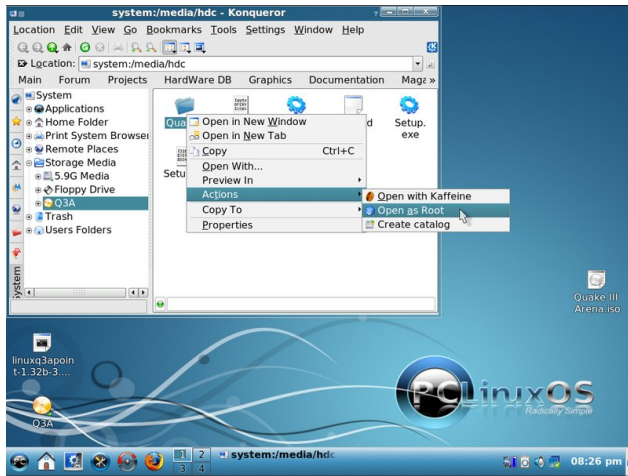 system:/media/hdc - Konqueror
Location Edit View Go Bookmarks Tools Settings Window Help
Location: system:/media/hdc
Main Forum Projects HardWare DB Graphics Documentation Maga »
System
Applications
Home Folder
Print System Browser
Remote Places
Storage Media
5.9G Media
Floppy Drive
Q3A
Trash
Users Folders
System
Qua
d
Setup.
exe
Setu
Open in New Window
Open in New Tab
Copy Ctrl+C
Open With...
Preview In
Actions
Copy To
Properties
Open with Kaffeine
Open as Root
Create catalog
Quake III
Arena.iso
linuxq3apoin
t-1.32b-3....
Q3A
PCLinuxOS
Radically Simple
1 2
3 4
system:/media/hdc
08:26 pm